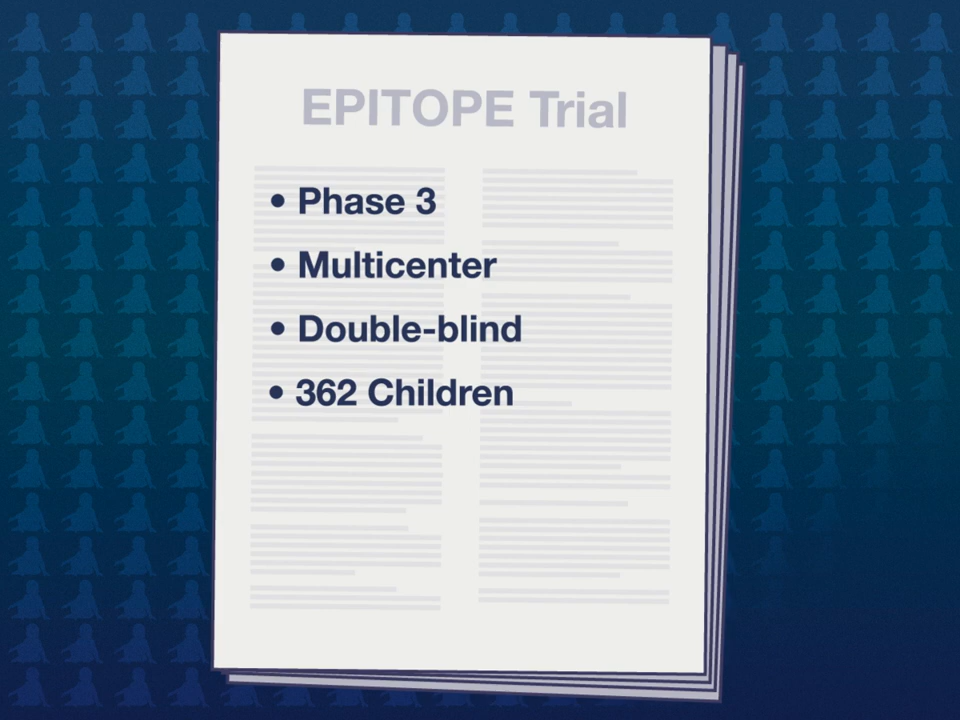 EPITOPE Trial
• Phase 3
• Multicenter
• Double-blind
• 362 Children